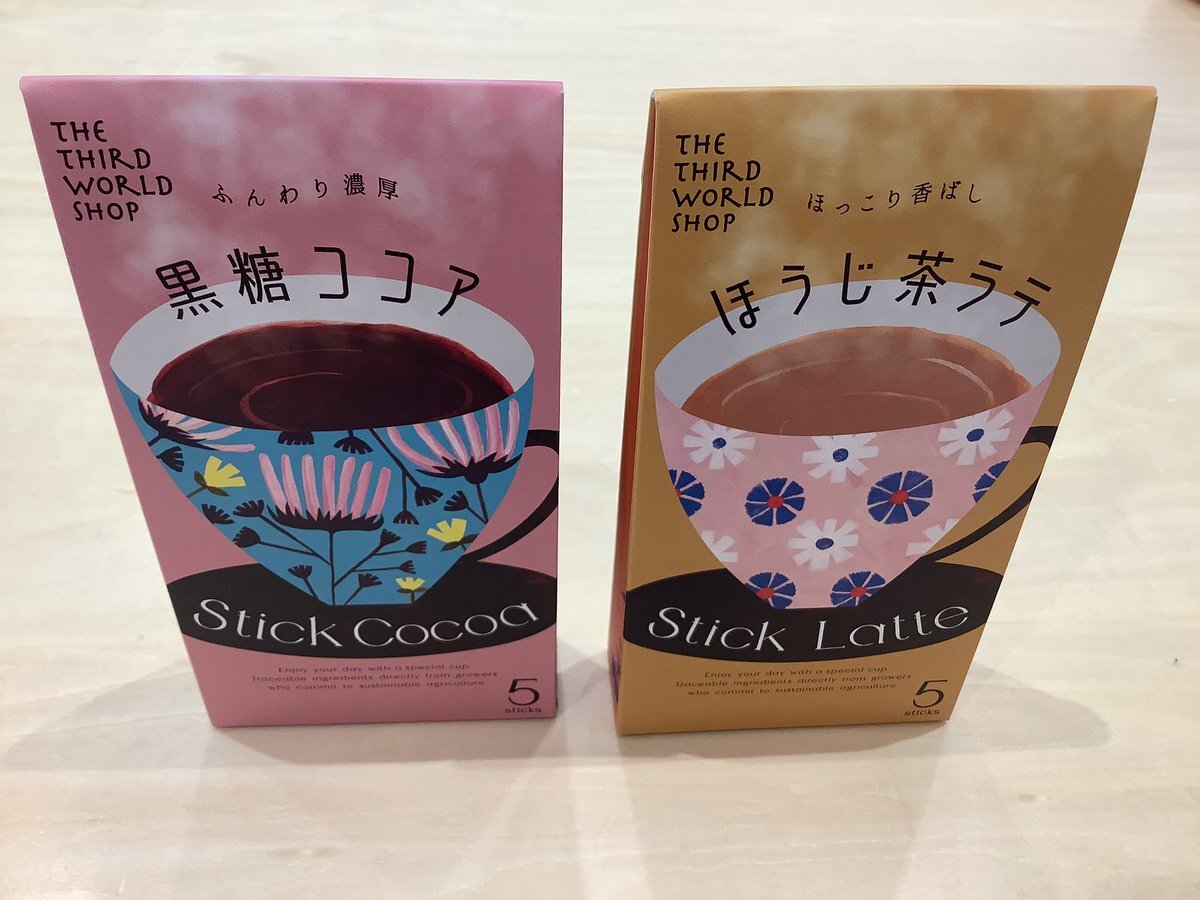 THE
THIRD
WORLD
SHOP
ふんわり濃厚
黒糖ココア
Stick Cocoa
Enjoy your day with a special cup
Traceable ingredients directly from growers
who commit to sustainable agriculture
5
sticks
THE
THIRD
WORLD
SHOP
ほっこり香ばし
ほうじ茶ラテ
Stick Latte
Enjoy your day with a special cup
Traceable ingredients directly from growers
who commit to sustainable agriculture
5
sticks